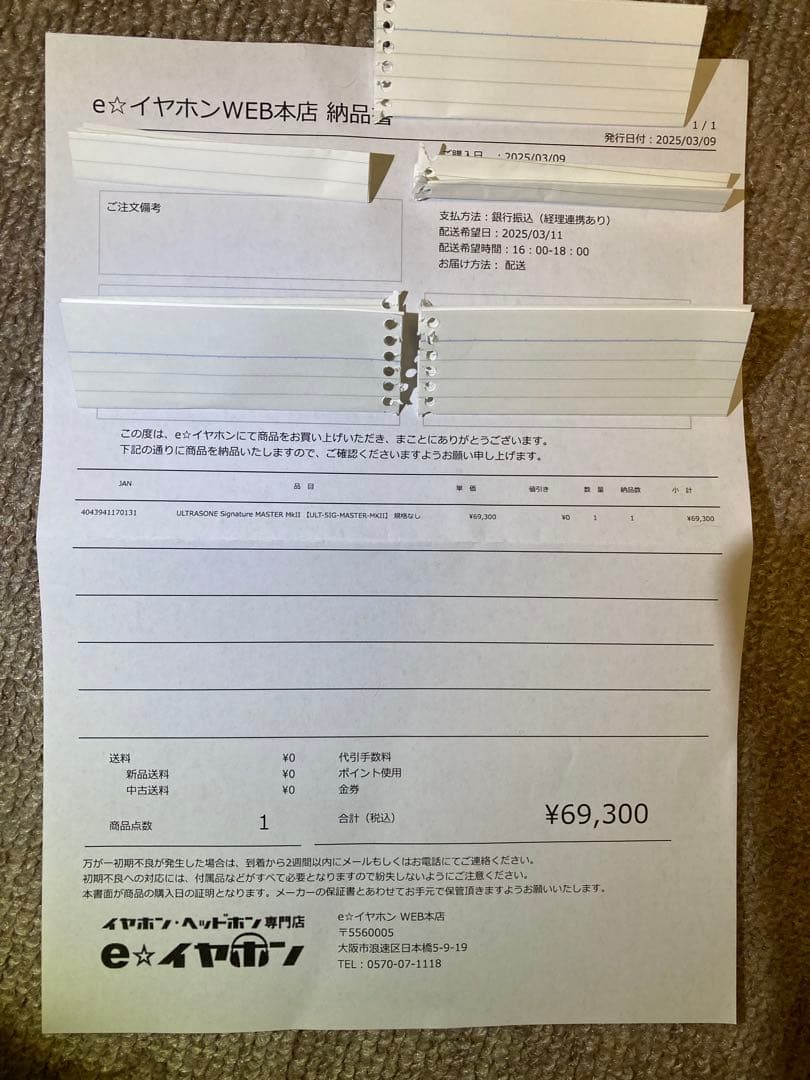 e☆イヤホンWEB本店 納品書
1 / 1
発行日付：2025/03/09
ご購入日　：2025/03/09
ご注文備考
支払方法：銀行振込（経理連携あり）
配送希望日：2025/03/11
配送希望時間：16：00-18：00
お届け方法： 配送
この度は、e☆イヤホンにて商品をお買い上げいただき、まことにありがとうございます。
下記の通りに商品を納品いたしますので、ご確認くださいますようお願い申し上げます。
JAN 品 目 単 価 値引き 数 量 納品数 小 計
4043941170131 ULTRASONE Signature MASTER MkII 【ULT-SIG-MASTER-MKII】 規格なし ¥69,300 ¥0 1 1 ¥69,300
送料 ¥0 代引手数料
新品送料 ¥0 ポイント使用
中古送料 ¥0 金券
商品点数 1 合計（税込） ¥69,300
万が一初期不良が発生した場合は、到着から2週間以内にメールもしくはお電話にてご連絡ください。
初期不良への対応には、付属品などがすべて必要となりますので紛失しないようにご注意ください。
本書面が商品の購入日の証明となります。メーカーの保証書とあわせてお手元で保管頂きますようお願いいたします。
イヤホン・ヘッドホン専門店
e☆イヤホン
e☆イヤホン WEB本店
〒5560005
大阪市浪速区日本橋5-9-19
TEL：0570-07-1118